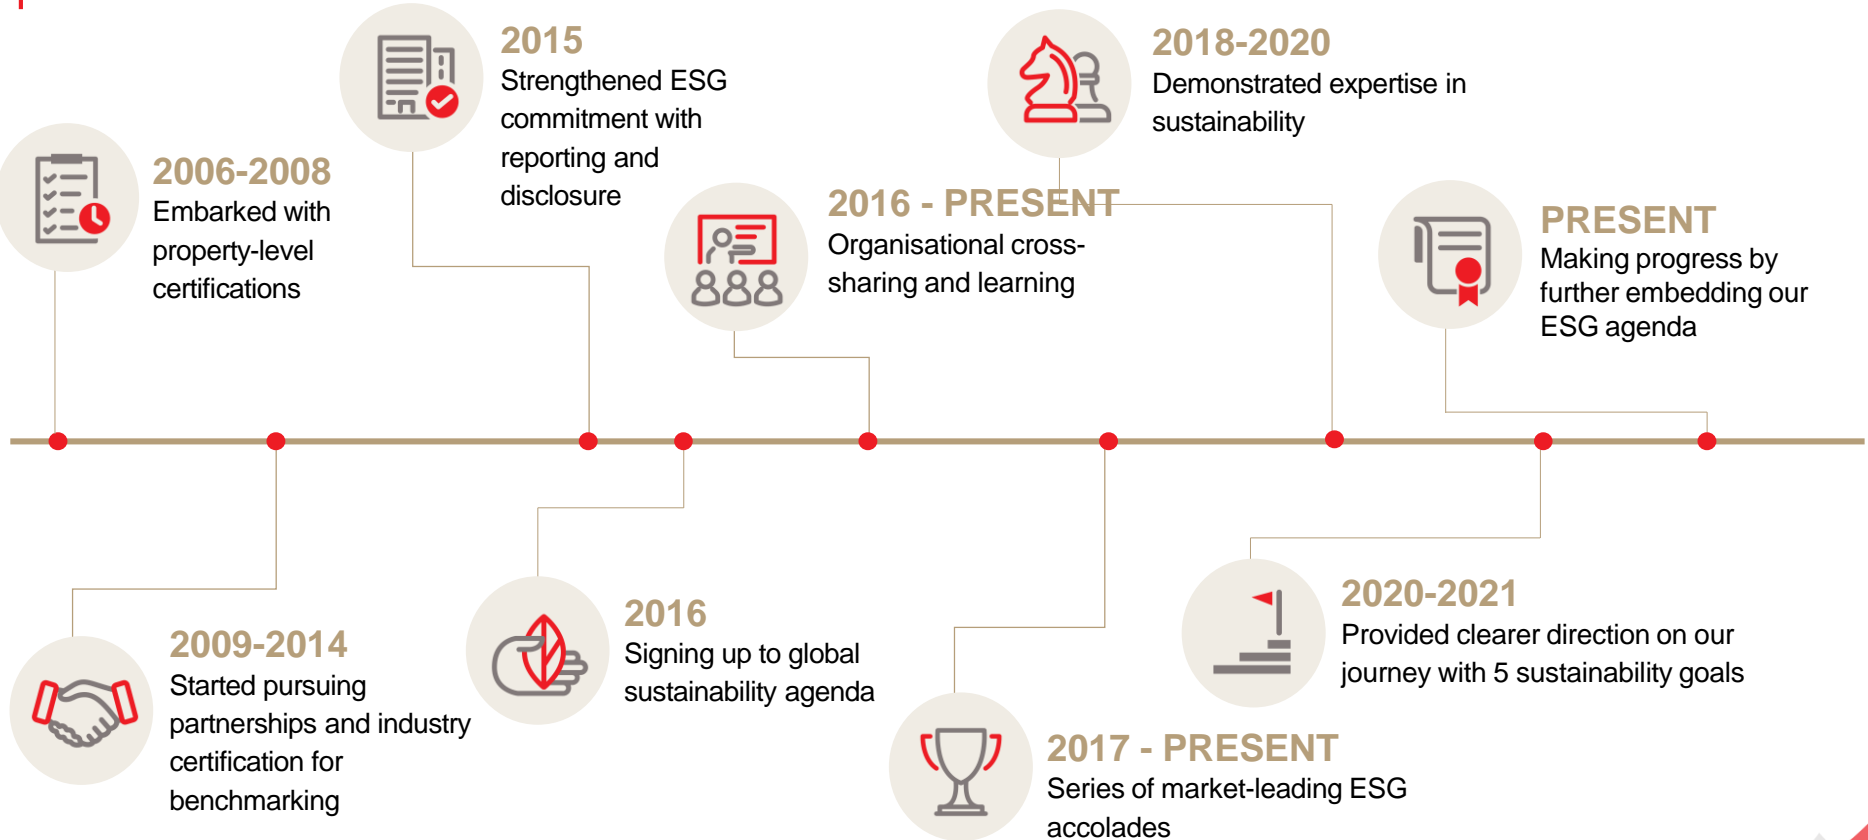 2006-2008
Embarked with
property-level
certifications
2009-2014
Started pursuing
partnerships and industry
certification for
benchmarking
2015
Strengthened ESG
commitment with
reporting and
disclosure
2016
Signing up to global
sustainability agenda
2016 - PRESENT
Organisational cross-
sharing and learning
2017 - PRESENT
Series of market-leading ESG
accolades
2018-2020
Demonstrated expertise in
sustainability
2020-2021
Provided clearer direction on our
journey with 5 sustainability goals
PRESENT
Making progress by
further embedding our
ESG agenda